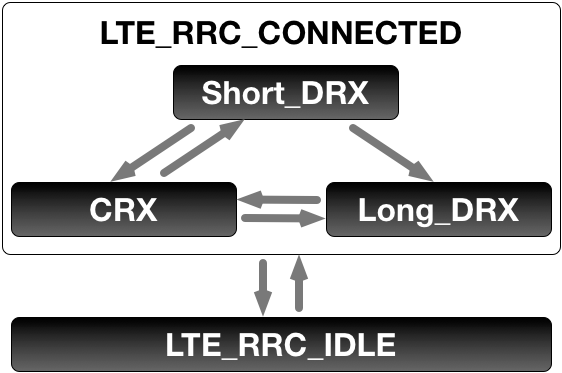 LTE_RRC_CONNECTED
Short_DRX
CRX
Long_DRX
LTE_RRC_IDLE